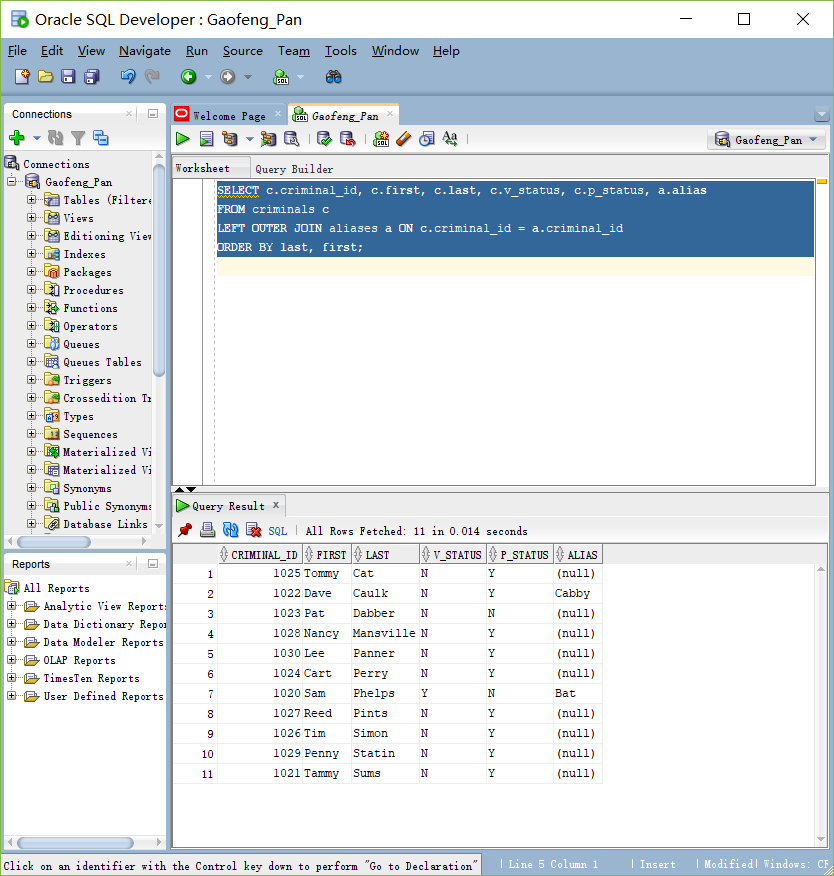 Oracle SQL Developer : Gaofeng_Pan
File Edit View Navigate Run Source Team Tools Window Help
Connections
Welcome Page
Gaofeng_Pan
Gaofeng_Pan
Worksheet Query Builder
Connections
Gaofeng_Pan
Tables (Filtere
Views
Editioning View
Indexes
Packages
Procedures
Functions
Operators
Queues
Queues Tables
Triggers
Crossedition Tr
Types
Sequences
Materialized Vi
Materialized Vi
Synonyms
Public Synonyms
Database Links
SELECT c.criminal_id, c.first, c.last, c.v_status, c.p_status, a.alias
FROM criminals c
LEFT OUTER JOIN aliases a ON c.criminal_id = a.criminal_id
ORDER BY last, first;
Reports
All Reports
Analytic View Report
Data Dictionary Repo
Data Modeler Reports
OLAP Reports
TimesTen Reports
User Defined Reports
Query Result
SQL | All Rows Fetched: 11 in 0.014 seconds
CRIMINAL_ID FIRST LAST V_STATUS P_STATUS ALIAS
1 1025 Tommy Cat N Y (null)
2 1022 Dave Caulk N Y Cabby
3 1023 Pat Dabber N N (null)
4 1028 Nancy Mansville N Y (null)
5 1030 Lee Panner N Y (null)
6 1024 Cart Perry N Y (null)
7 1020 Sam Phelps Y N Bat
8 1027 Reed Pints N Y (null)
9 1026 Tim Simon N Y (null)
10 1029 Penny Statin N Y (null)
11 1021 Tammy Sums N Y (null)
Click on an identifier with the Control key down to perform "Go to Declaration"
| Line 5 Column 1 | Insert | Modified | Windows: CR